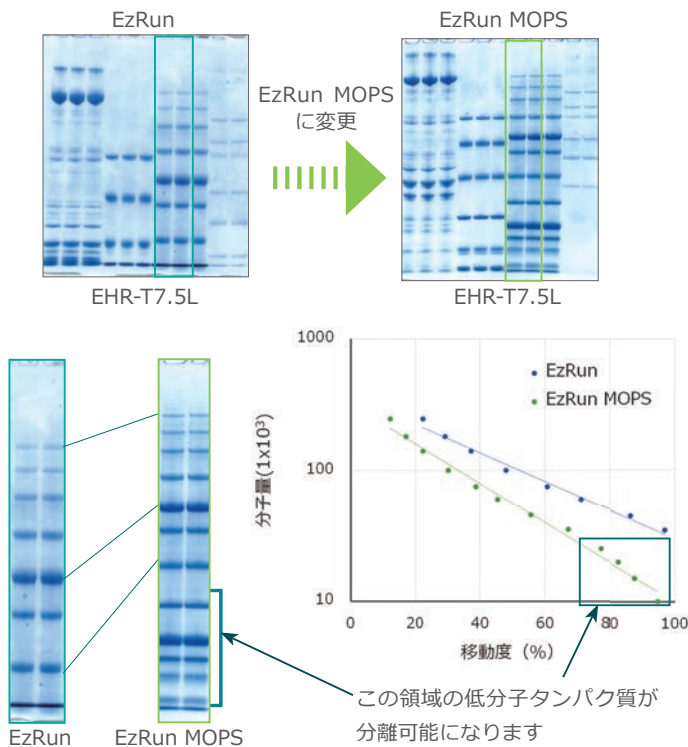 EzRun
EzRun MOPS
EzRun MOPS
に変更
EHR-T7.5L
EHR-T7.5L
1000
100
10
分子量(1x10³)
EzRun
EzRun MOPS
0
20
40
60
80
100
移動度（%）
この領域の低分子タンパク質が
分離可能になります
EzRun
EzRun MOPS